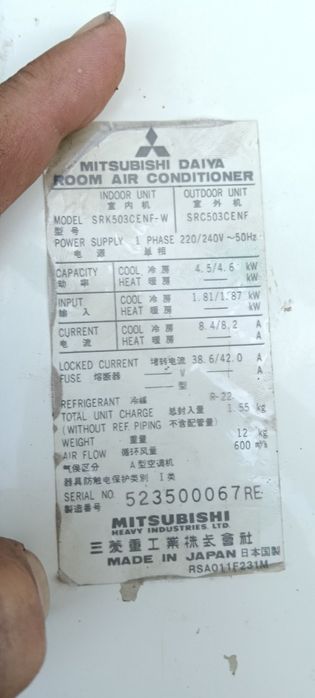 MITSUBISHI DAIYA
ROOM AIR CONDITIONER
INDOOR UNIT OUTDOOR UNIT
室内机 室外机
MODEL SRK503CENF-W SRC503CENF
型号
POWER SUPPLY 1 PHASE 220/240V ~50Hz
电源 单相
CAPACITY COOL 冷房 4.5/4.6 kW
功率 HEAT 暖房 —— kW
INPUT COOL 冷房 1.81/1.87 kW
输入 HEAT 暖房 —— kW
CURRENT COOL 冷房 8.4/8.2 A
电流 HEAT 暖房 —— A
LOCKED CURRENT 堵转电流 38.6/42.0 A
FUSE 熔断器 —— V —— A
—— 型
REFRIGERANT 冷媒 R-22
TOTAL UNIT CHARGE 总封入量 1.55 kg
(WITHOUT REF. PIPING 不含配管量)
WEIGHT 重量 12 kg
AIR FLOW 循环风量 600 m³/h
气候区分 A型空调机
器具防触电保护类别 I类
SERIAL NO. 523500067RE
製造番号
MITSUBISHI
HEAVY INDUSTRIES LTD.
三菱重工業株式會社
MADE IN JAPAN 日本国製
RSA011F231M